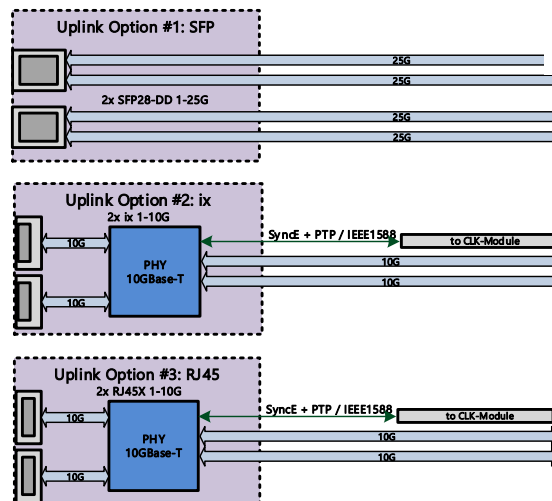 Uplink Option #1: SFP
25G
25G
2x SFP28-DD 1-25G
25G
25G
Uplink Option #2: ix
2x ix 1-10G
SyncE + PTP / IEEE1588
to CLK-Module
10G
PHY
10GBase-T
10G
10G
10G
Uplink Option #3: RJ45
2x RJ45X 1-10G
SyncE + PTP / IEEE1588
to CLK-Module
10G
PHY
10GBase-T
10G
10G
10G